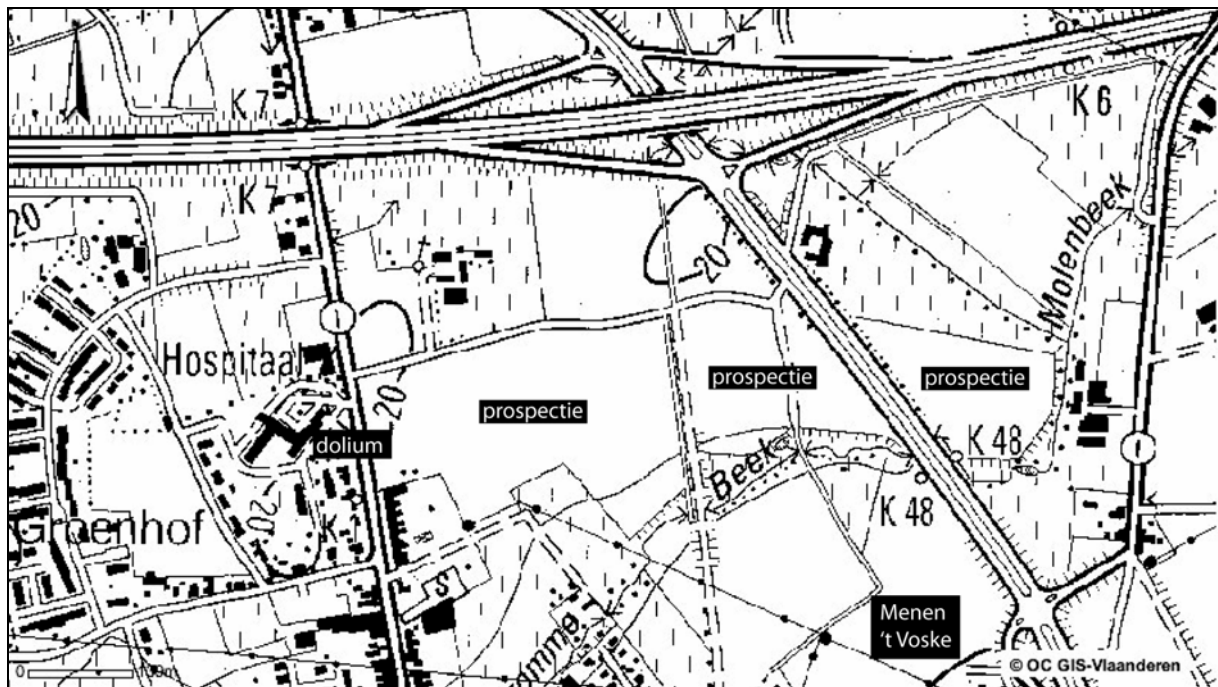 K 7
K 6
K 7
20
20
Molenbeek
Hospitaal
prospectie
prospectie
20
prospectie
dolium
K 48
Beek
K 48
20
Groenhof
K
S
Menen
't Voske
0
© OC GIS-Vlaanderen